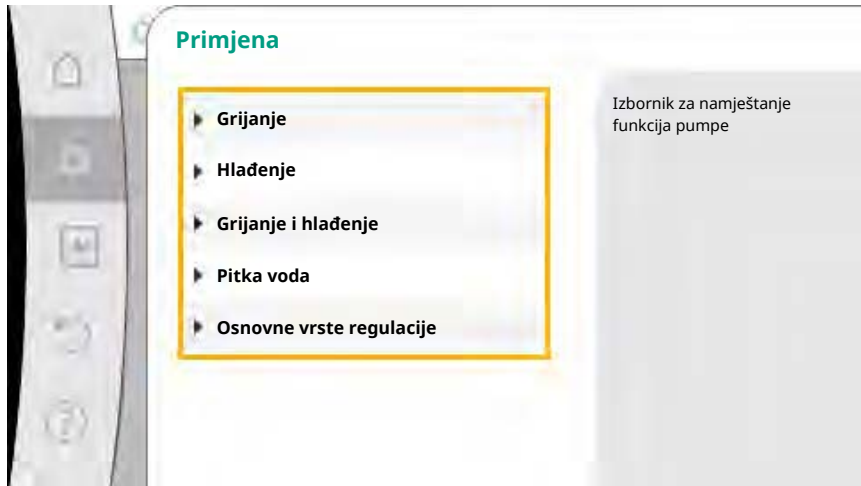 Primjena
Grijanje
Hlađenje
Grijanje i hlađenje
Pitka voda
Osnovne vrste regulacije
Izbornik za namještanje
funkcija pumpe